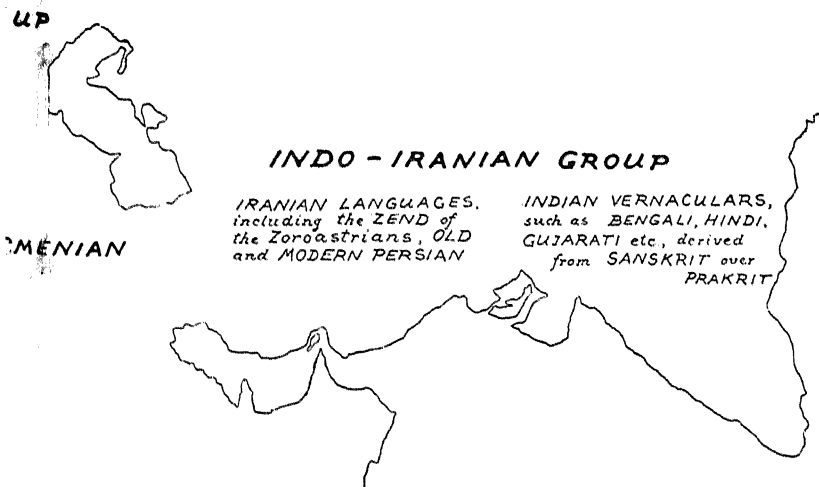 UP
INDO - IRANIAN GROUP
IRANIAN LANGUAGES,
including the ZEND of
the Zoroastrians, OLD
and MODERN PERSIAN
INDIAN VERNACULARS,
such as BENGALI, HINDI,
GUJARATI etc., derived
from SANSKRIT over
PRAKRIT
MENIAN